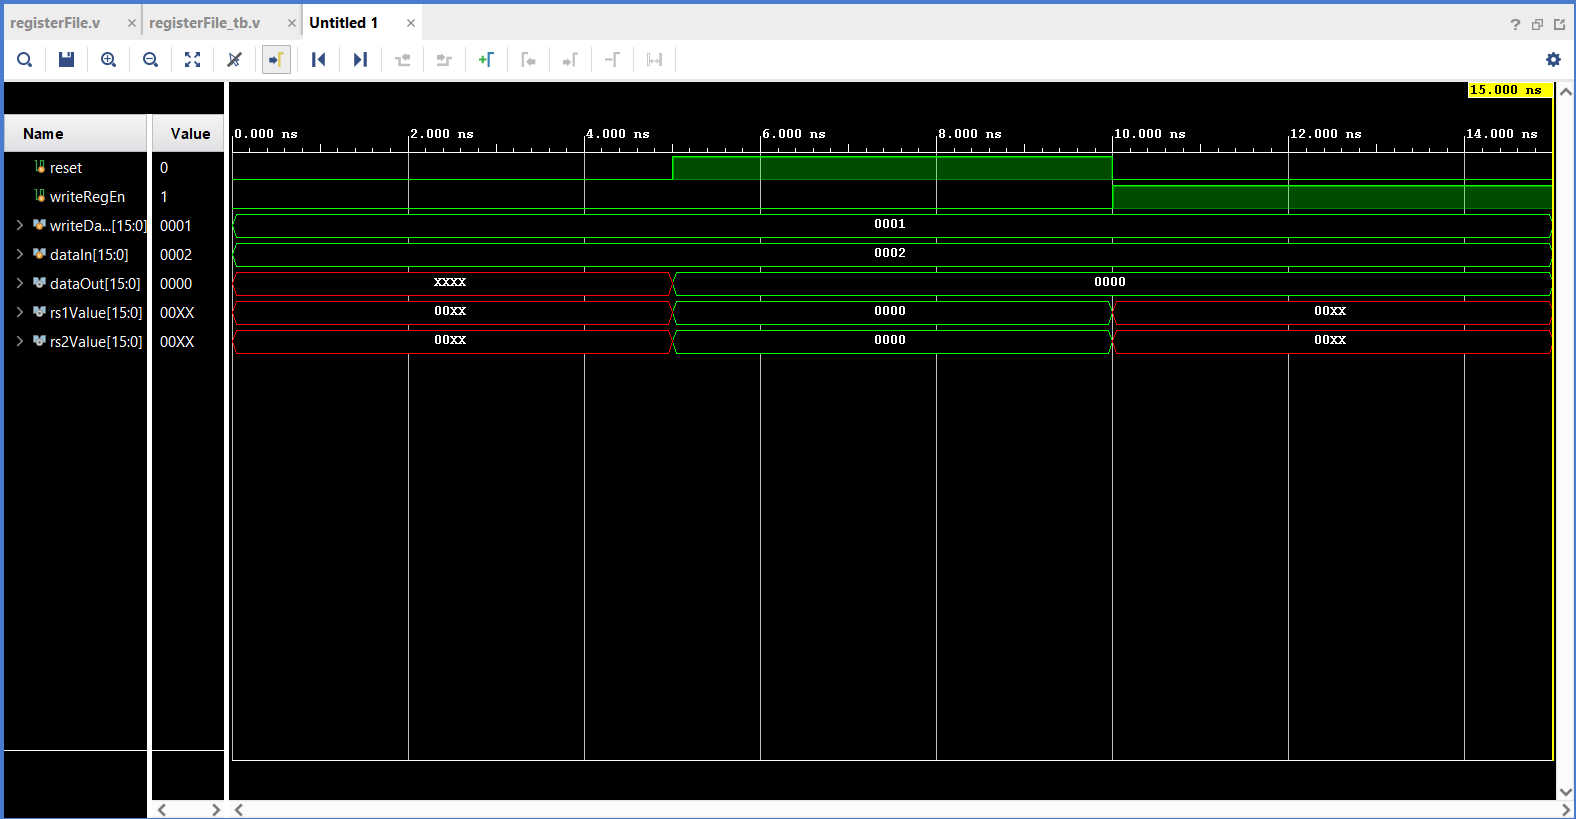 registerFile.v × registerFile_tb.v × Untitled 1 ×
?
15.000 ns
Name Value 0.000 ns 2.000 ns 4.000 ns 6.000 ns 8.000 ns 10.000 ns 12.000 ns 14.000 ns
reset 0
writeRegEn 1
writeDa...[15:0] 0001 0001
dataIn[15:0] 0002 0002
dataOut[15:0] 0000 XXXX 0000
rs1Value[15:0] 00XX 00XX 0000 00XX
rs2Value[15:0] 00XX 00XX 0000 00XX